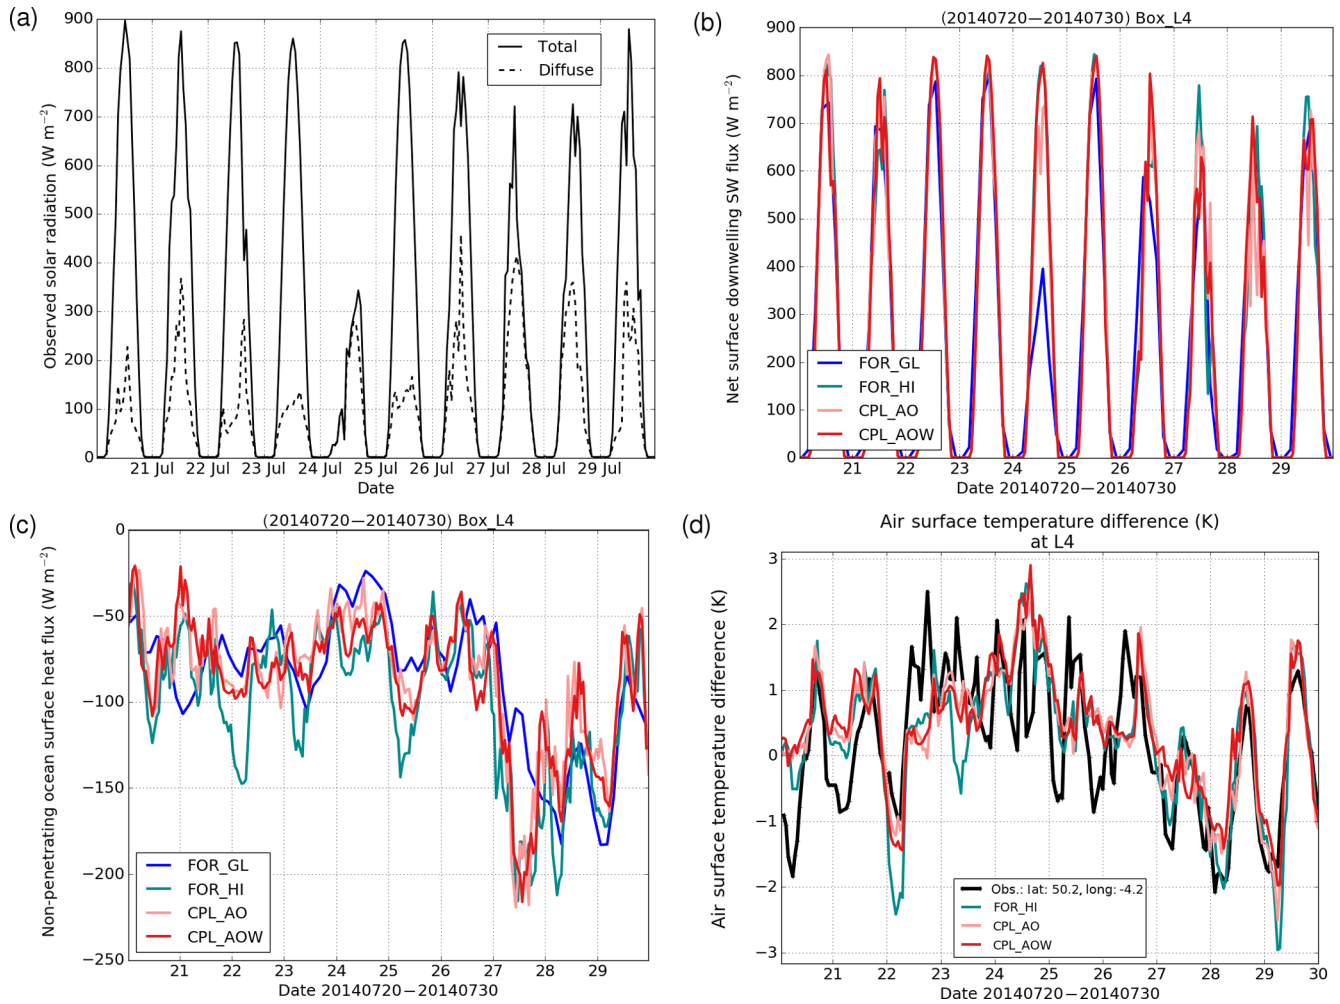 (a)
900
800
700
600
500
400
300
200
100
0
Observed solar radiation (W m−2)
Total
Diffuse
21 Jul 22 Jul 23 Jul 24 Jul 25 Jul 26 Jul 27 Jul 28 Jul 29 Jul
Date
(b)
(20140720−20140730) Box_L4
900
800
700
600
500
400
300
200
100
0
Net surface downwelling SW flux (W m−2)
FOR_GL
FOR_HI
CPL_AO
CPL_AOW
21 22 23 24 25 26 27 28 29
Date 20140720−20140730
(c)
(20140720−20140730) Box_L4
0
−50
−100
−150
−200
−250
Non-penetrating ocean surface heat flux (W m−2)
FOR_GL
FOR_HI
CPL_AO
CPL_AOW
21 22 23 24 25 26 27 28 29
Date 20140720−20140730
(d)
Air surface temperature difference (K)
at L4
3
2
1
0
−1
−2
−3
Air surface temperature difference (K)
Obs.: lat: 50.2, long: -4.2
FOR_HI
CPL_AO
CPL_AOW
21 22 23 24 25 26 27 28 29 30
Date 20140720−20140730